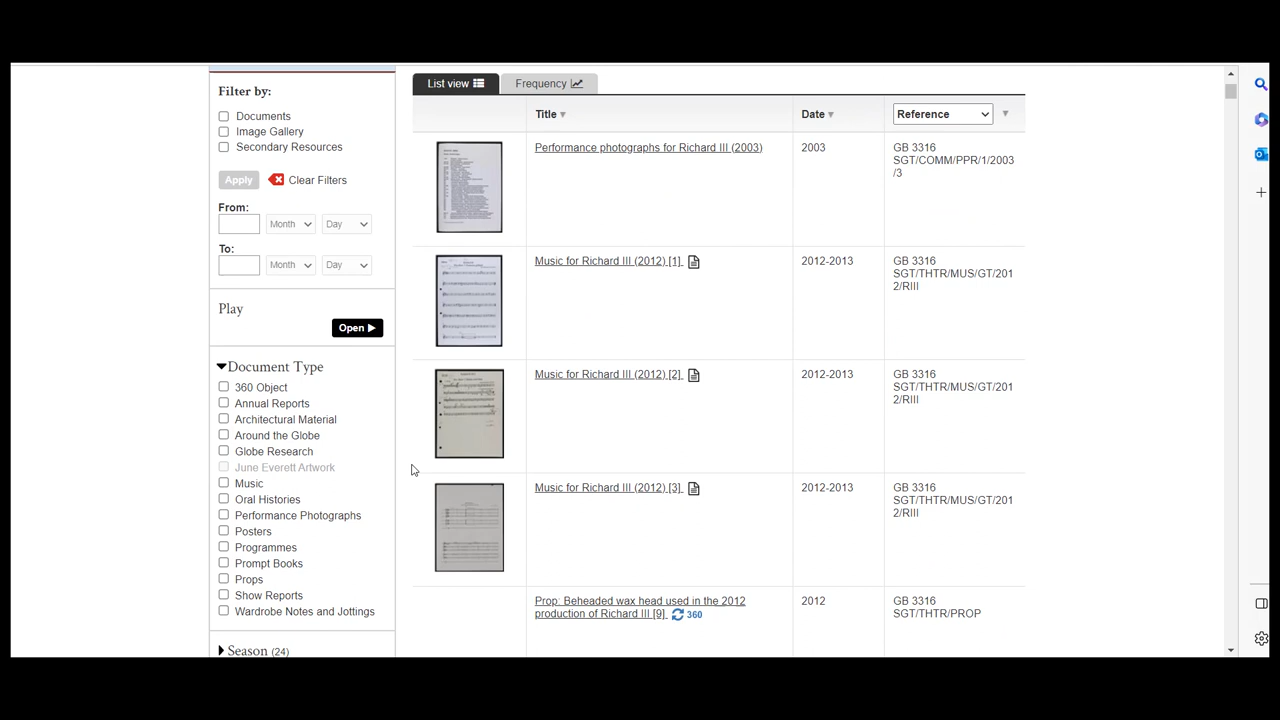 Filter by:
Documents
Image Gallery
Secondary Resources
Apply
Clear Filters
From:
Month
Day
To:
Month
Day
Play
Open
Document Type
360 Object
Annual Reports
Architectural Material
Around the Globe
Globe Research
June Everett Artwork
Music
Oral Histories
Performance Photographs
Posters
Programmes
Prompt Books
Props
Show Reports
Wardrobe Notes and Jottings
Season (24)
List view
Frequency
Title
Date
Reference
Performance photographs for Richard III (2003)
2003
GB 3316
SGT/COMM/PPR/1/2003
/3
Music for Richard III (2012) [1]
2012-2013
GB 3316
SGT/THTR/MUS/GT/201
2/RIII
Music for Richard III (2012) [2]
2012-2013
GB 3316
SGT/THTR/MUS/GT/201
2/RIII
Music for Richard III (2012) [3]
2012-2013
GB 3316
SGT/THTR/MUS/GT/201
2/RIII
Prop: Beheaded wax head used in the 2012
production of Richard III [9]
360
2012
GB 3316
SGT/THTR/PROP